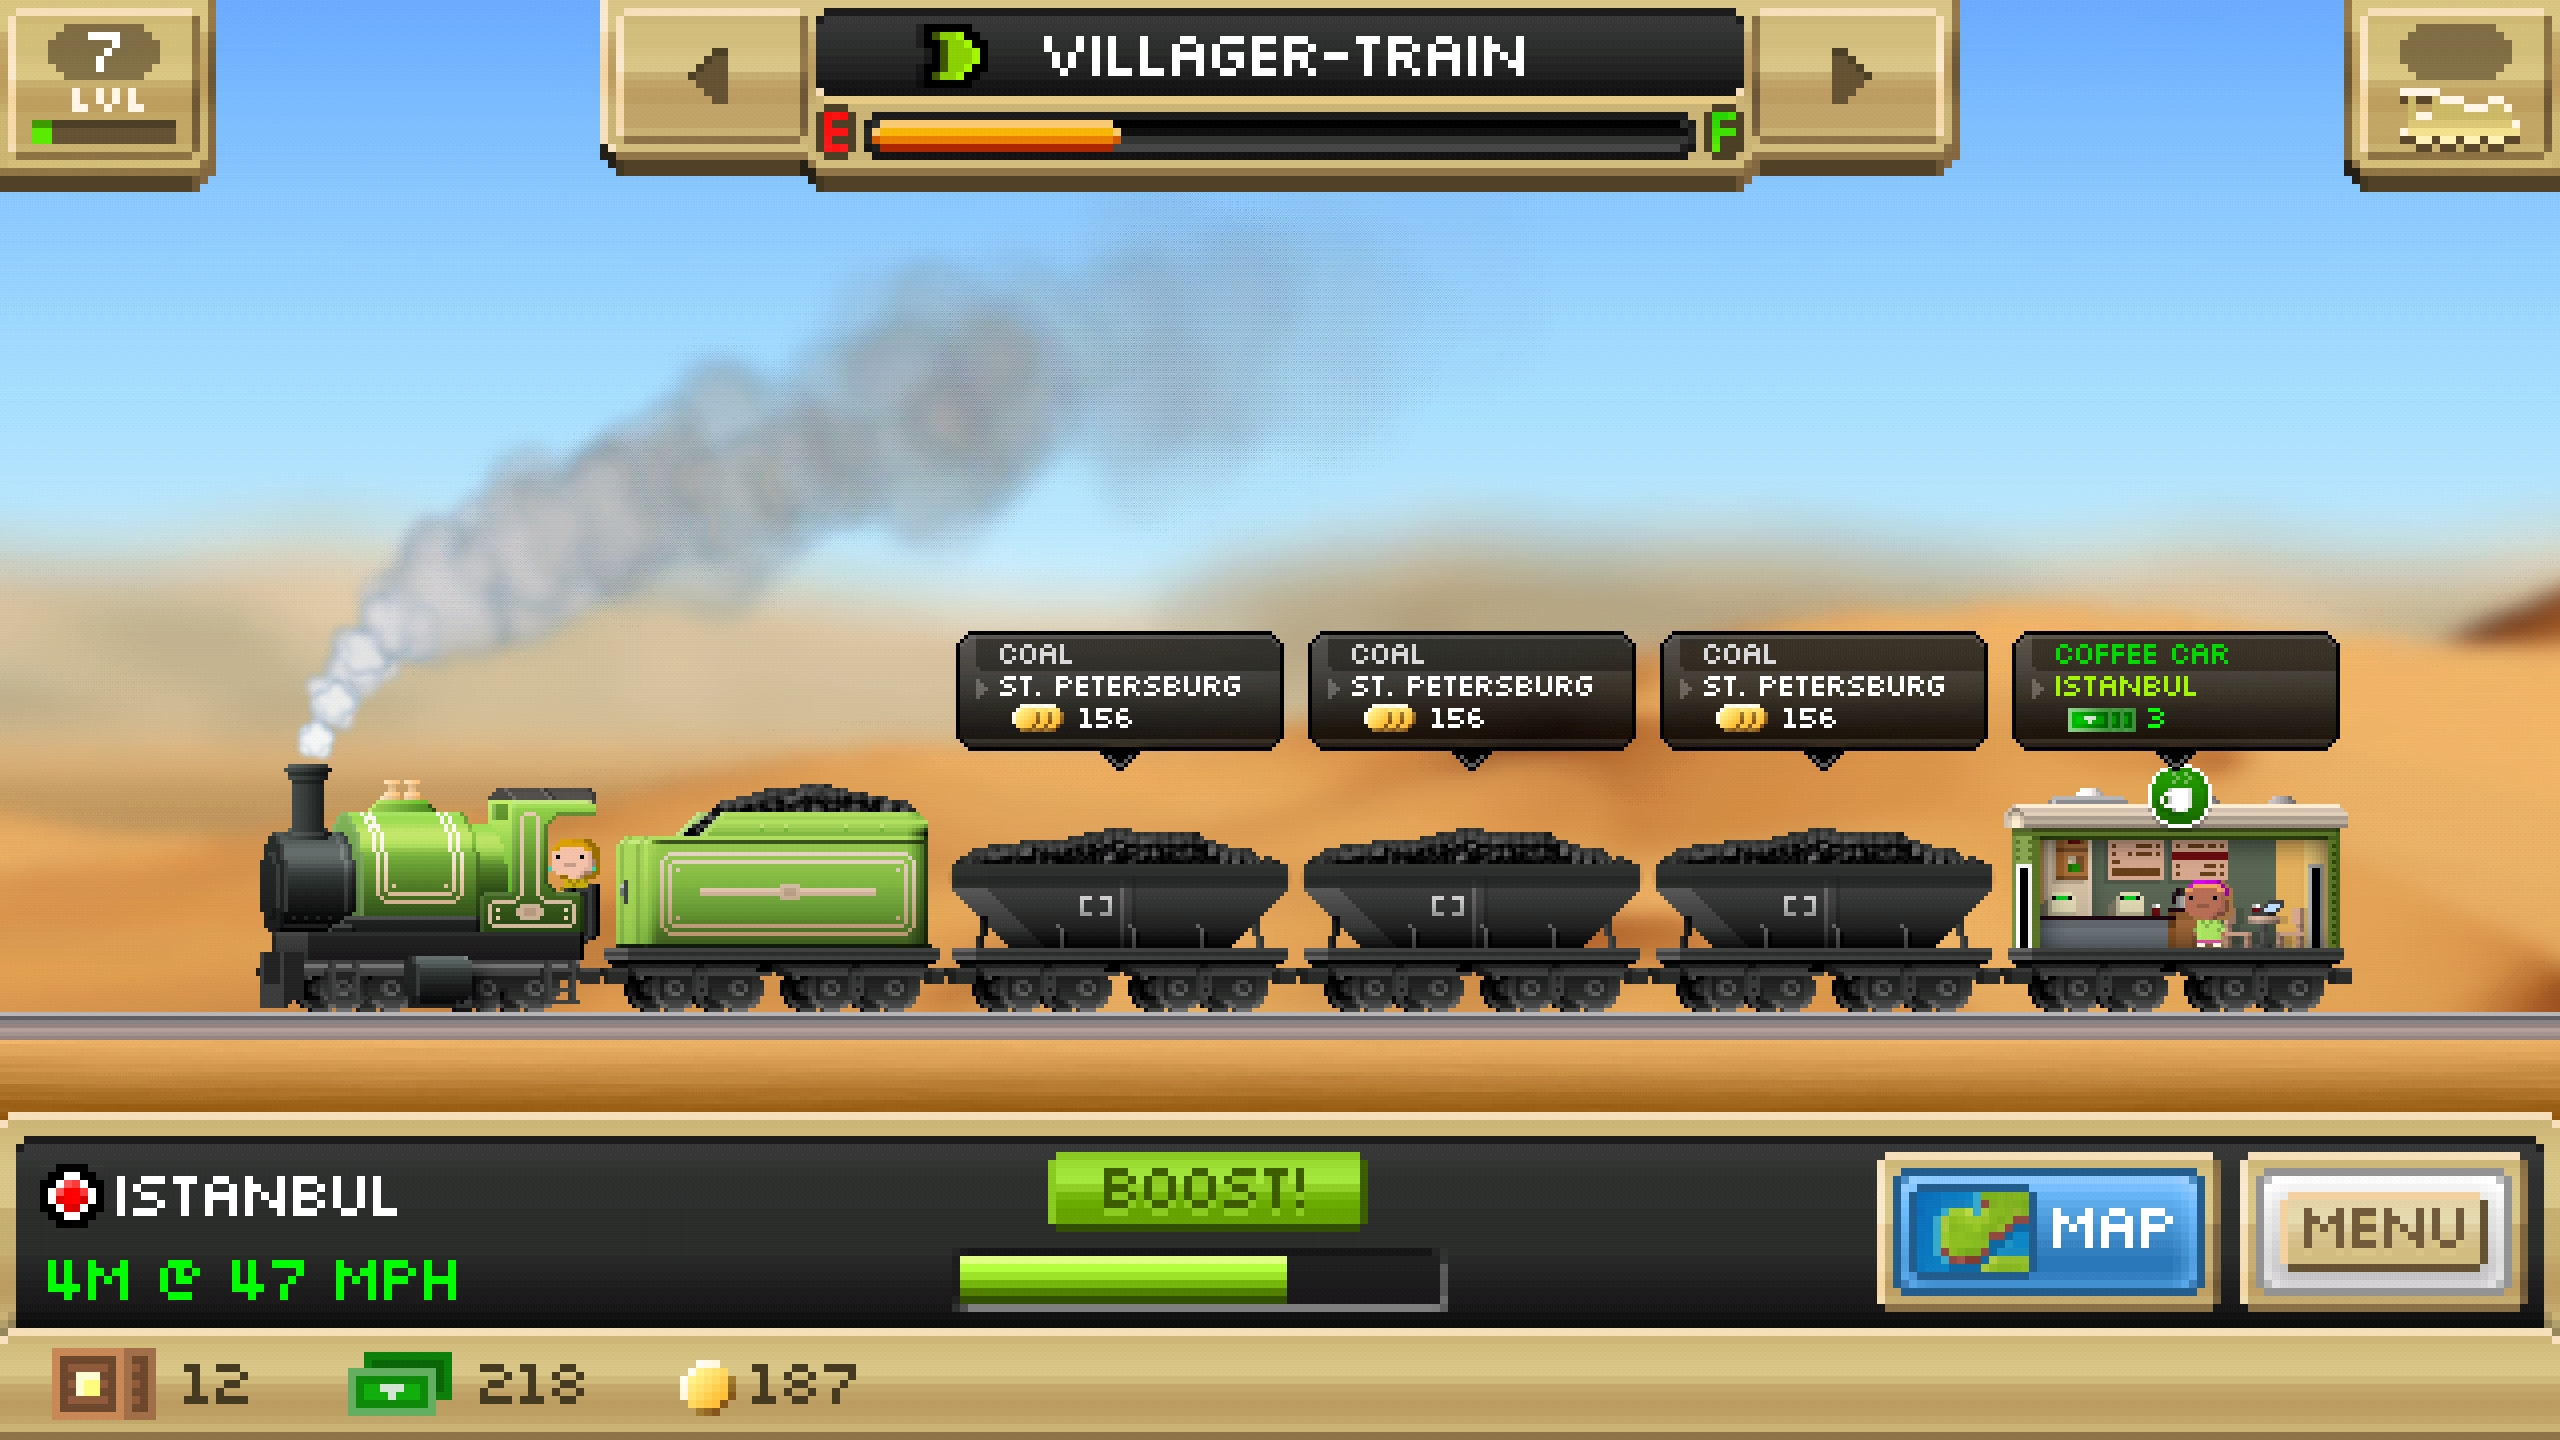 7
LVL
VILLAGER-TRAIN
E F
COAL
ST. PETERSBURG
156
COAL
ST. PETERSBURG
156
COAL
ST. PETERSBURG
156
COFFEE CAR
ISTANBUL
3
ISTANBUL
4M @ 47 MPH
BOOST!
MAP
MENU
12 218 187